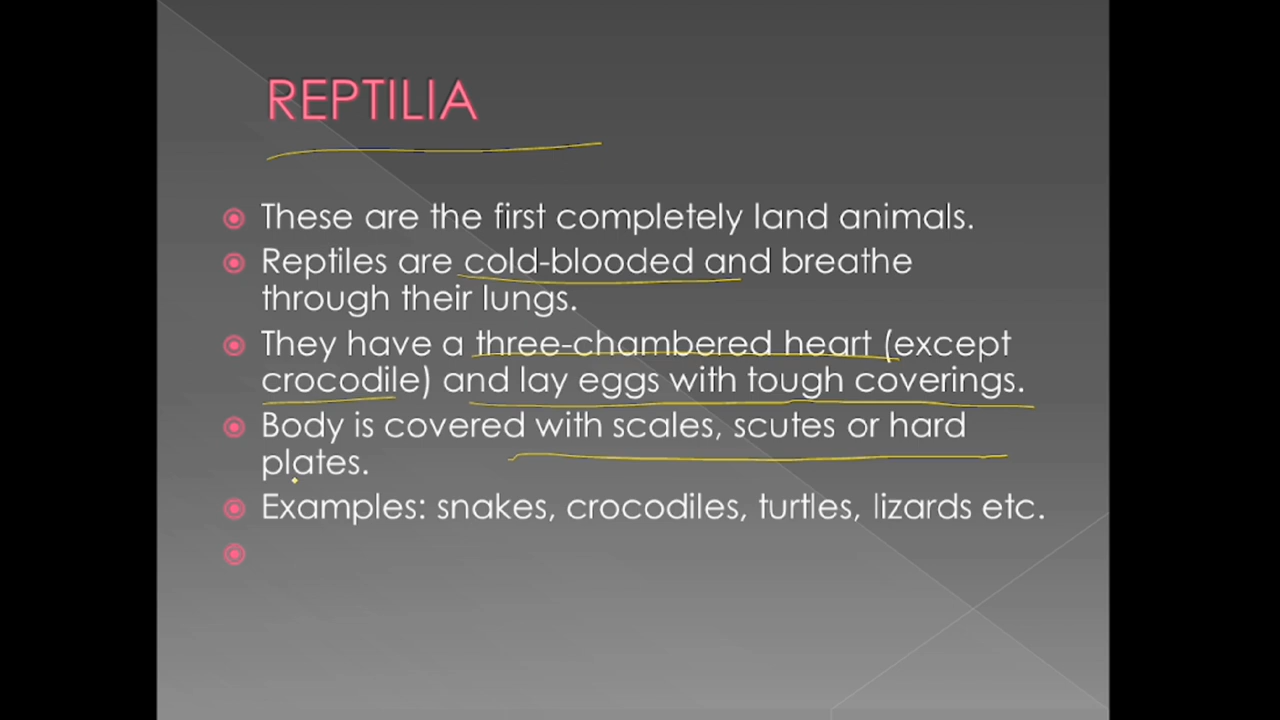 REPTILIA
These are the first completely land animals.
Reptiles are cold-blooded and breathe
through their lungs.
They have a three-chambered heart (except
crocodile) and lay eggs with tough coverings.
Body is covered with scales, scutes or hard
plates.
Examples: snakes, crocodiles, turtles, lizards etc.